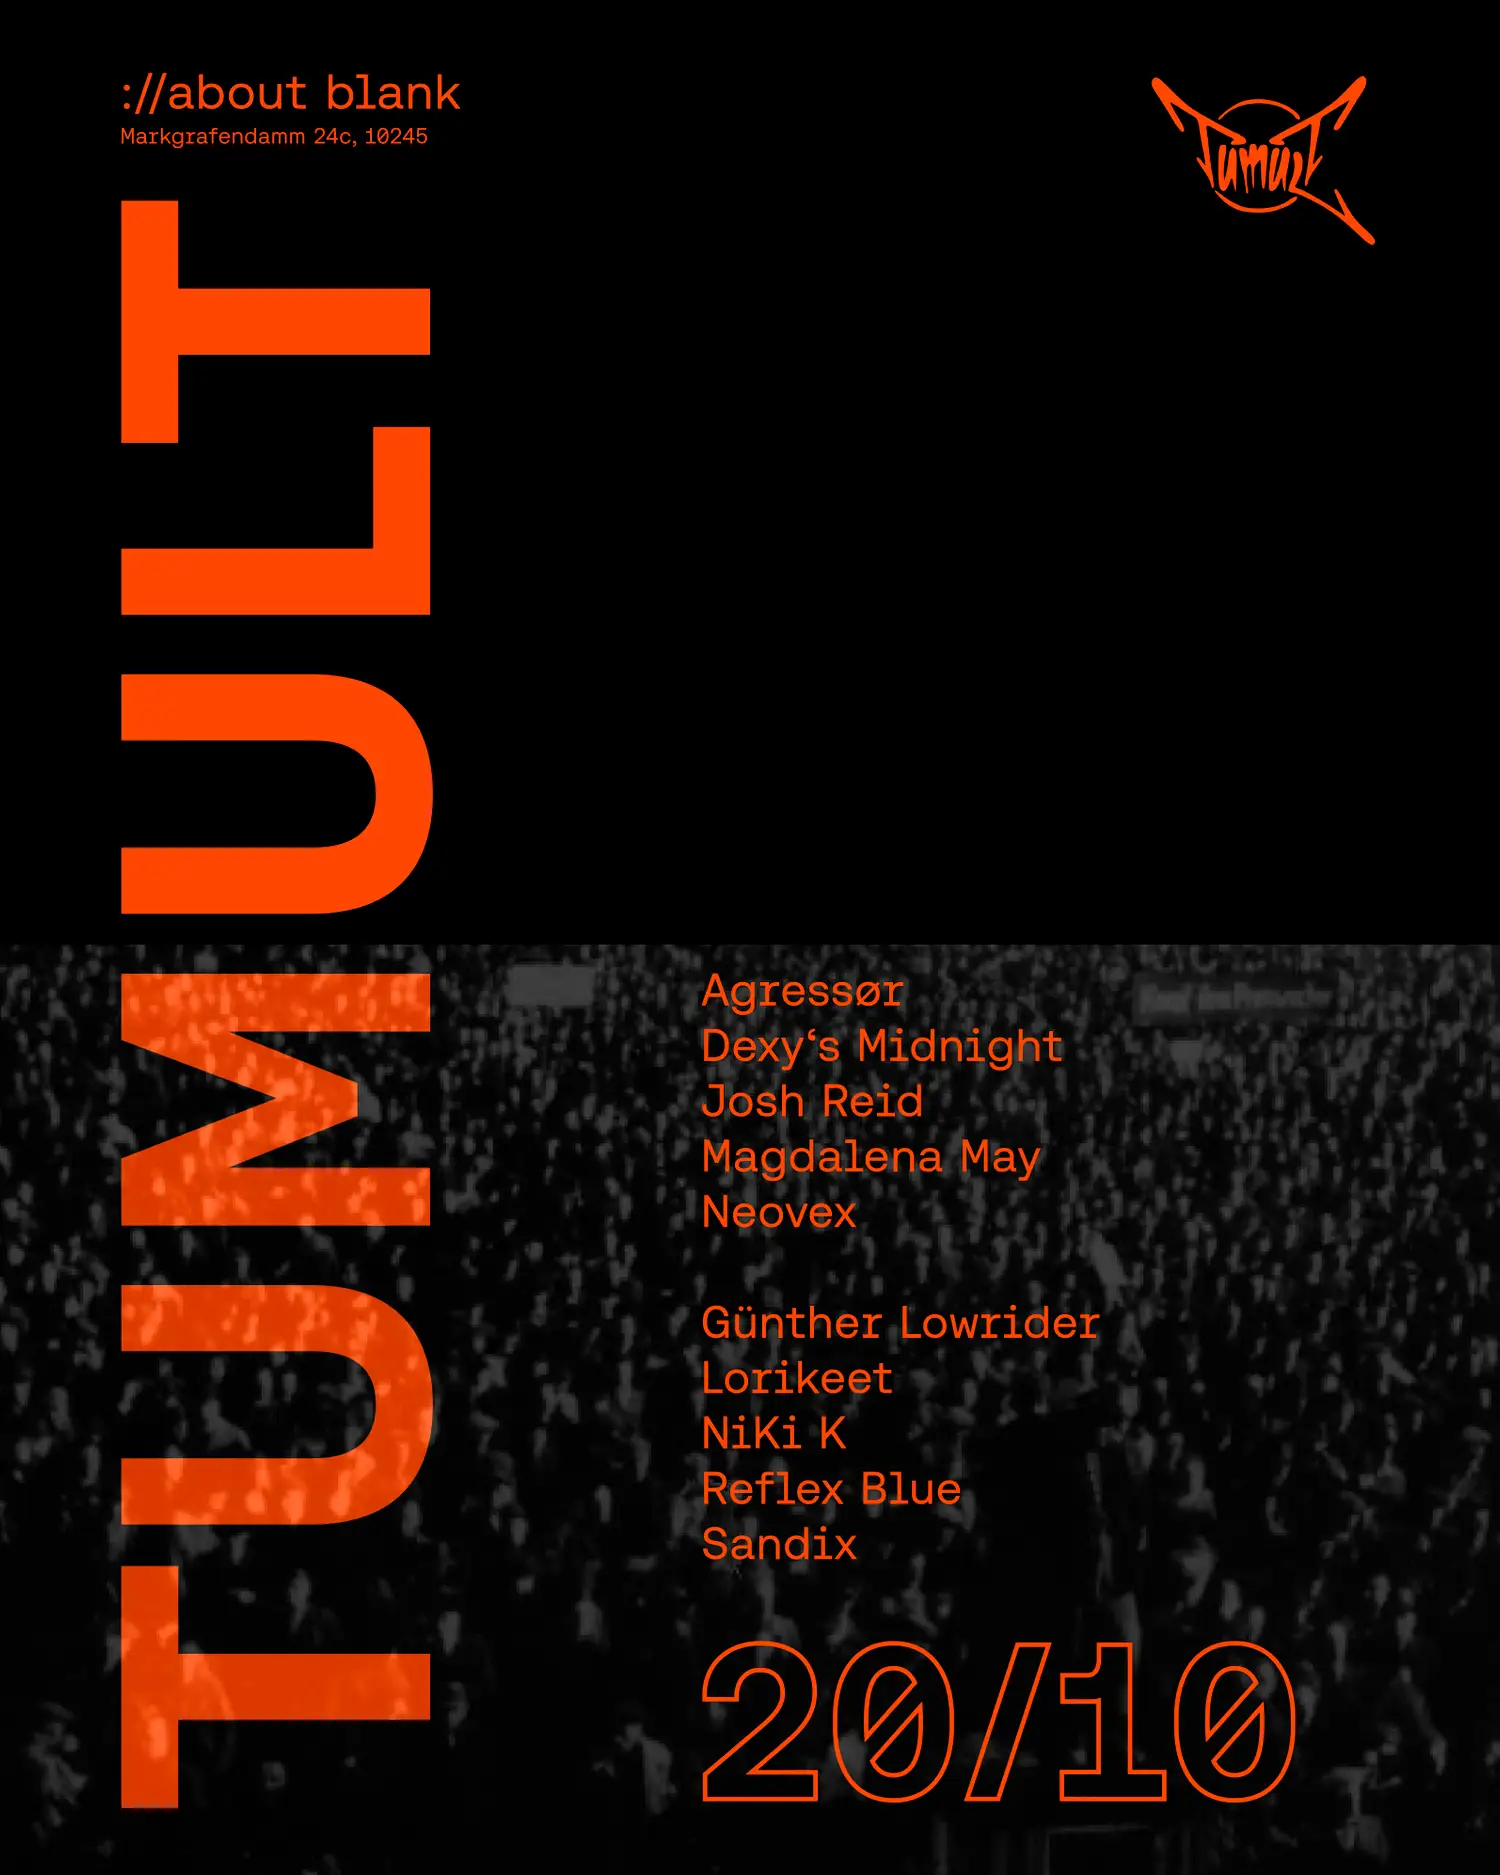 ://about blank
Markgrafendamm 24c, 10245
Tumult
TUMULT
Agressør
Dexy‘s Midnight
Josh Reid
Magdalena May
Neovex
Günther Lowrider
Lorikeet
NiKi K
Reflex Blue
Sandix
20/10